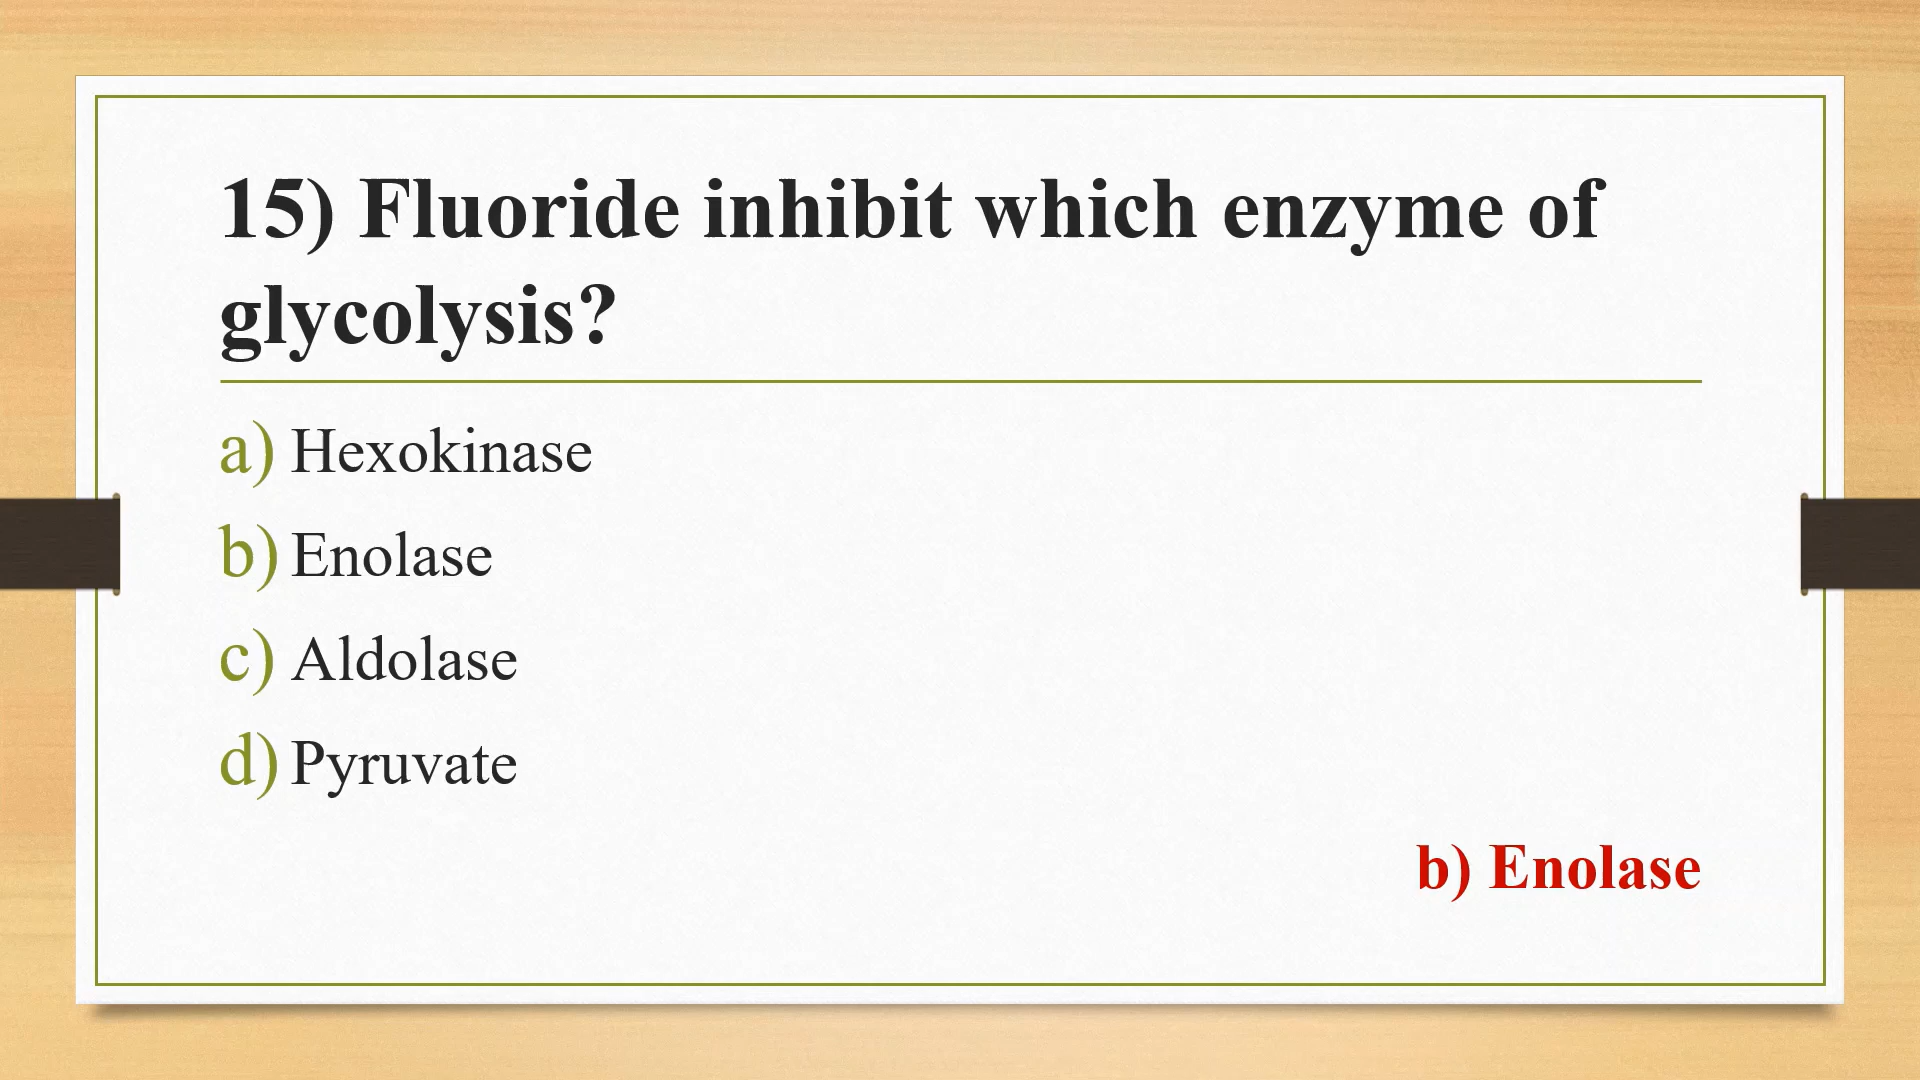 15) Fluoride inhibit which enzyme of
glycolysis?
a) Hexokinase
b) Enolase
c) Aldolase
d) Pyruvate
b) Enolase